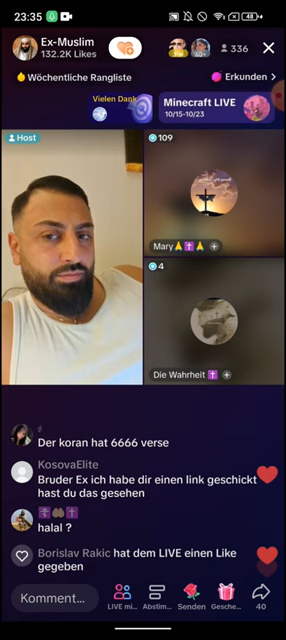 23:35
48
Ex-Muslim
132.2K Likes
336
Wöchentliche Rangliste
Erkunden >
Vielen Dank
Minecraft LIVE
10/15-10/23
Host
109
Mary🙏✝️🙏
4
Die Wahrheit ✝️
Der koran hat 6666 verse
KosovaElite
Bruder Ex ich habe dir einen link geschickt
hast du das gesehen
halal ?
Borislav Rakic hat dem LIVE einen Like
gegeben
Komment...
LIVE mi...
Abstim...
Senden
Gesche...
40